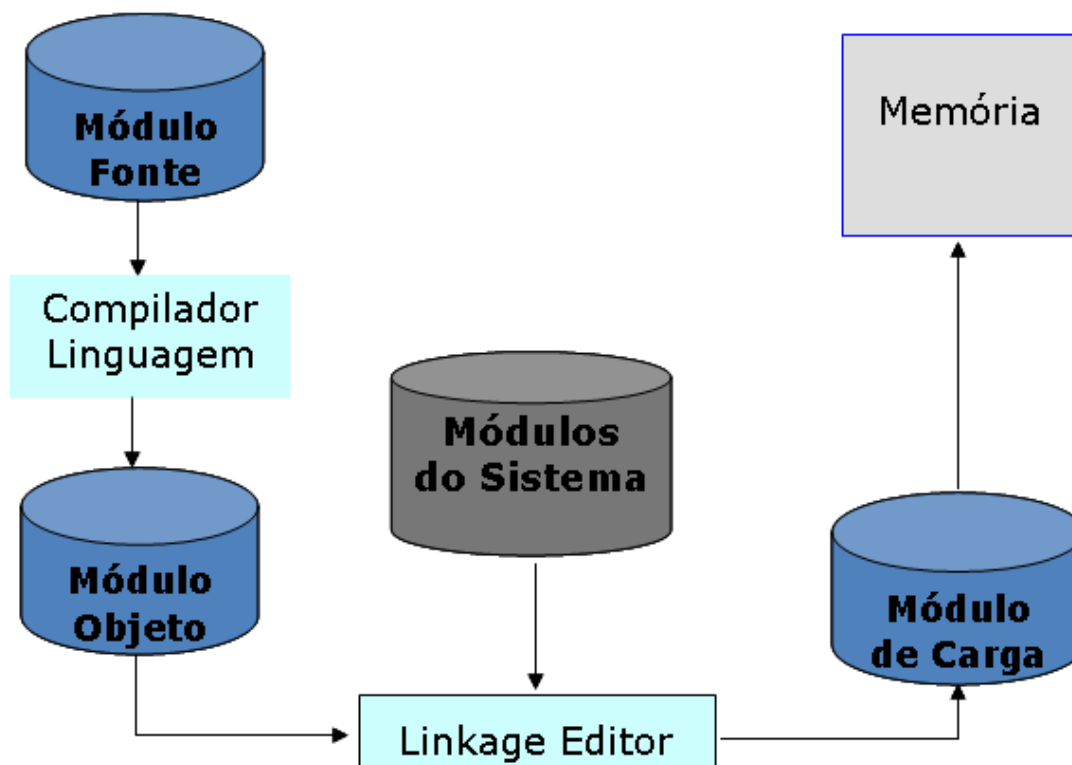 Módulo
Fonte
Compilador
Linguagem
Módulo
Objeto
Módulos
do Sistema
Linkage Editor
Módulo
de Carga
Memória